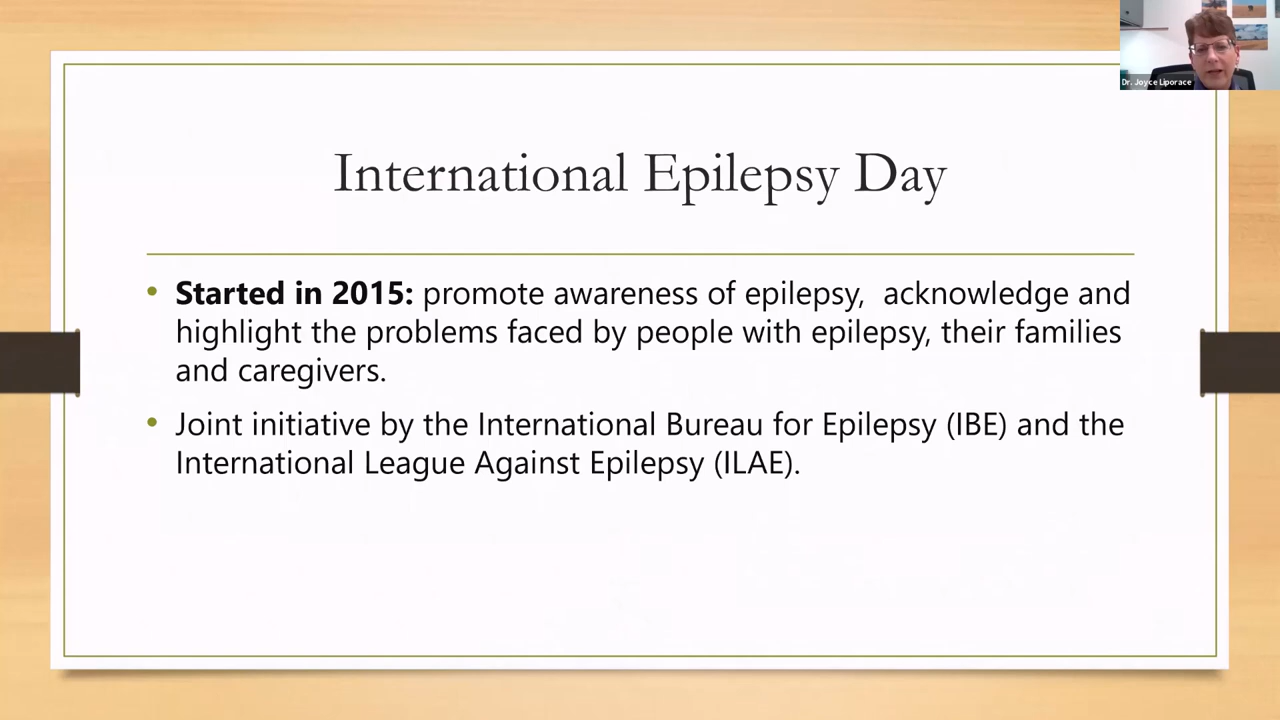 Dr. Joyce Liporace
International Epilepsy Day
• Started in 2015: promote awareness of epilepsy,  acknowledge and
highlight the problems faced by people with epilepsy, their families
and caregivers.
• Joint initiative by the International Bureau for Epilepsy (IBE) and the
International League Against Epilepsy (ILAE).